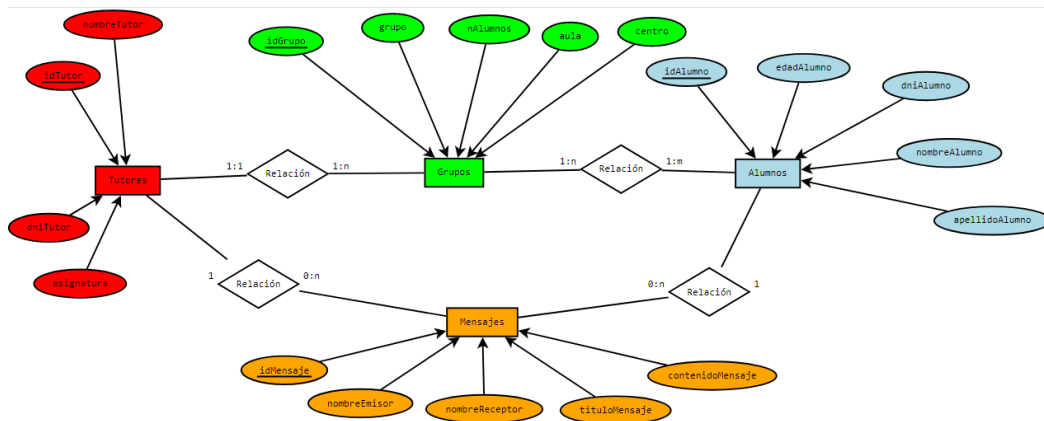 nombreTutor
idTutor
Tutores
dniTutor
asignatura
1:1
Relación
1:n
idGrupo
grupo
nAlumnos
aula
centro
Grupos
1:n
Relación
1:m
idAlumno
edadAlumno
dniAlumno
nombreAlumno
apellidoAlumno
Alumnos
1
Relación
0:n
0:n
Relación
1
Mensajes
idMensaje
nombreEmisor
nombreReceptor
tituloMensaje
contenidoMensaje